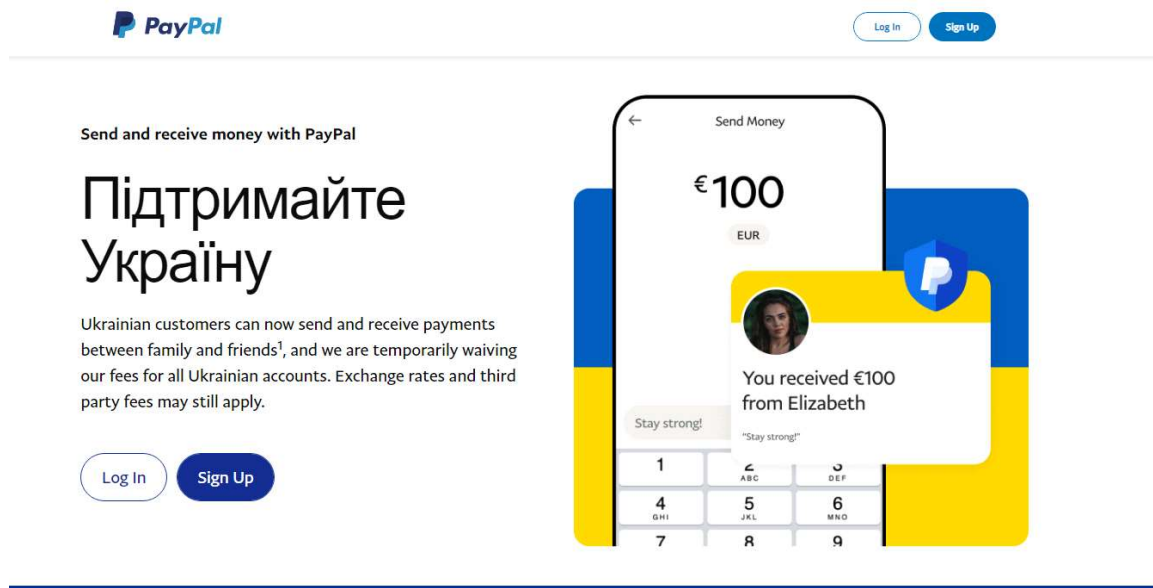 PayPal
Log In
Sign Up
Send and receive money with PayPal
Підтримайте
Україну
Ukrainian customers can now send and receive payments
between family and friends¹, and we are temporarily waiving
our fees for all Ukrainian accounts. Exchange rates and third
party fees may still apply.
Log In
Sign Up
Send Money
€100
EUR
You received €100
from Elizabeth
"Stay strong!"
Stay strong!
1
2 ABC
3 DEF
4 GHI
5 JKL
6 MNO
7
8
9